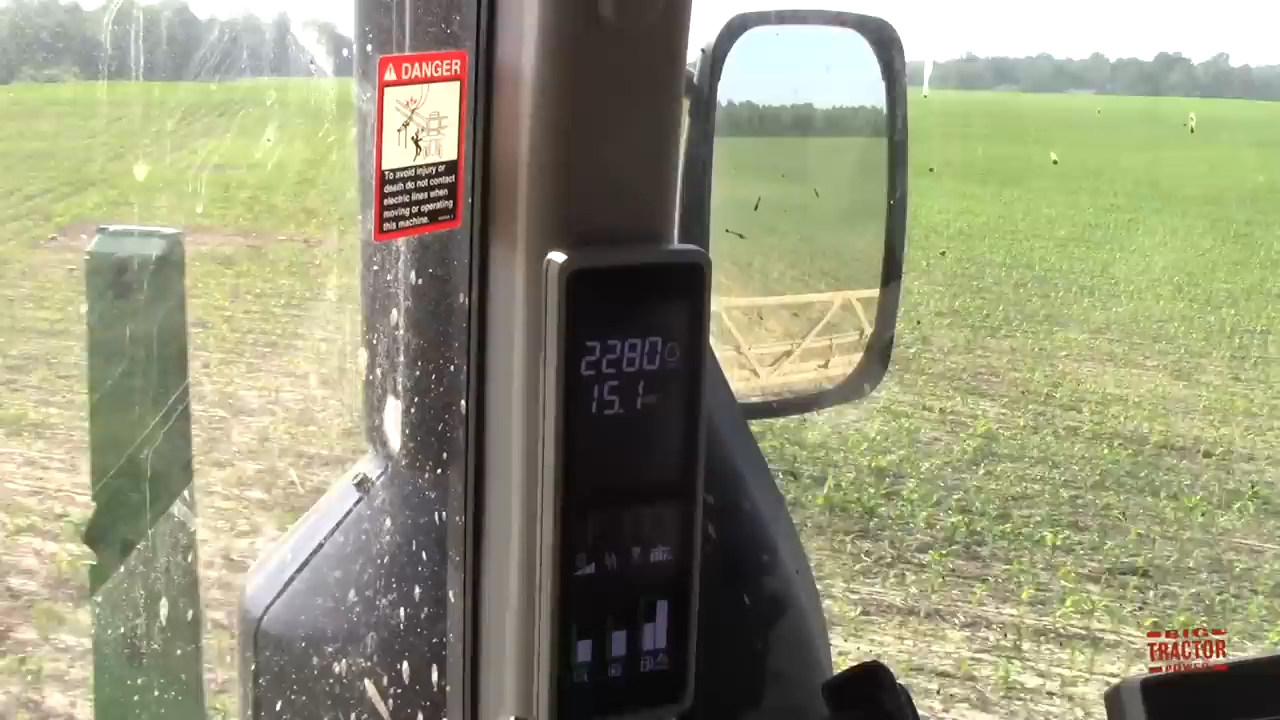 DANGER
To avoid injury or
death do not contact
electric lines when
moving or operating
this machine.
2280
15.1
BIG
TRACTOR
POWER